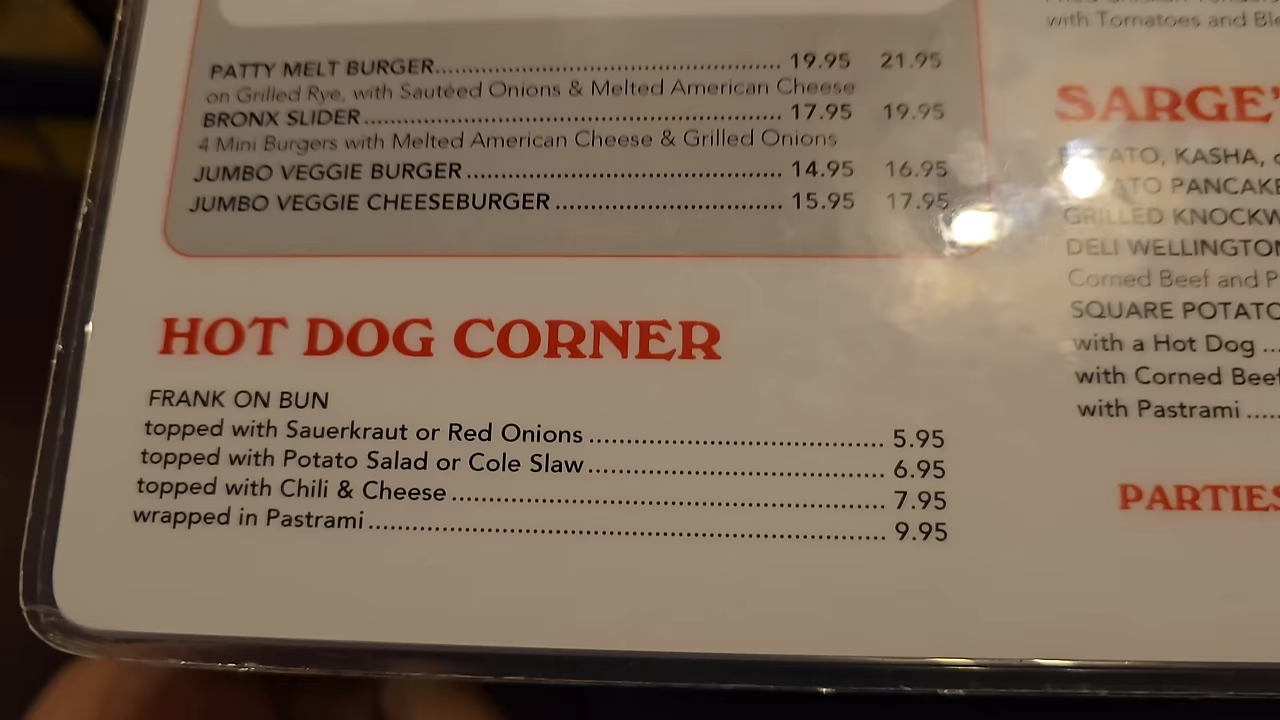 PATTY MELT BURGER........ 19.95 21.95
on Grilled Rye, with Sautéed Onions & Melted American Cheese
BRONX SLIDER........ 17.95 19.95
4 Mini Burgers with Melted American Cheese & Grilled Onions
JUMBO VEGGIE BURGER........ 14.95 16.95
JUMBO VEGGIE CHEESEBURGER........ 15.95 17.95
HOT DOG CORNER
FRANK ON BUN
topped with Sauerkraut or Red Onions........ 5.95
topped with Potato Salad or Cole Slaw........ 6.95
topped with Chili & Cheese........ 7.95
wrapped in Pastrami........ 9.95
with Tomatoes and
SARGE'
KASHA,
GRILLED
DELI WELLINGTON
Corned Beef and
SQUARE POTATO
with a Hot Dog ...
with Corned Beef
with Pastrami ....
PARTIES